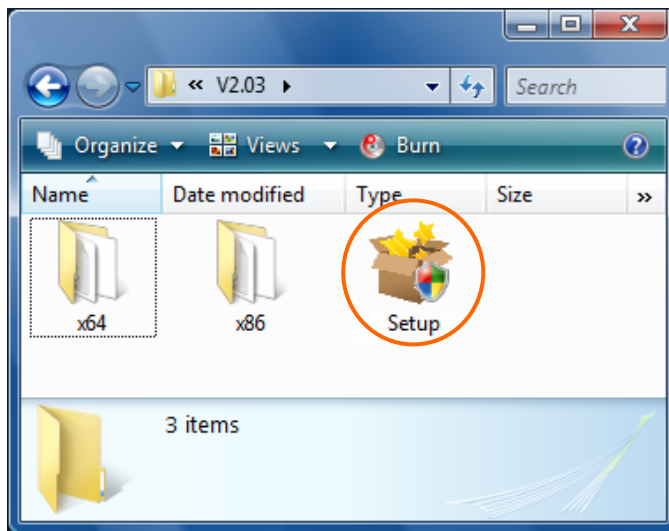 « V2.03
Search
Organize Views Burn
Name Date modified Type Size »
x64 x86 Setup
3 items